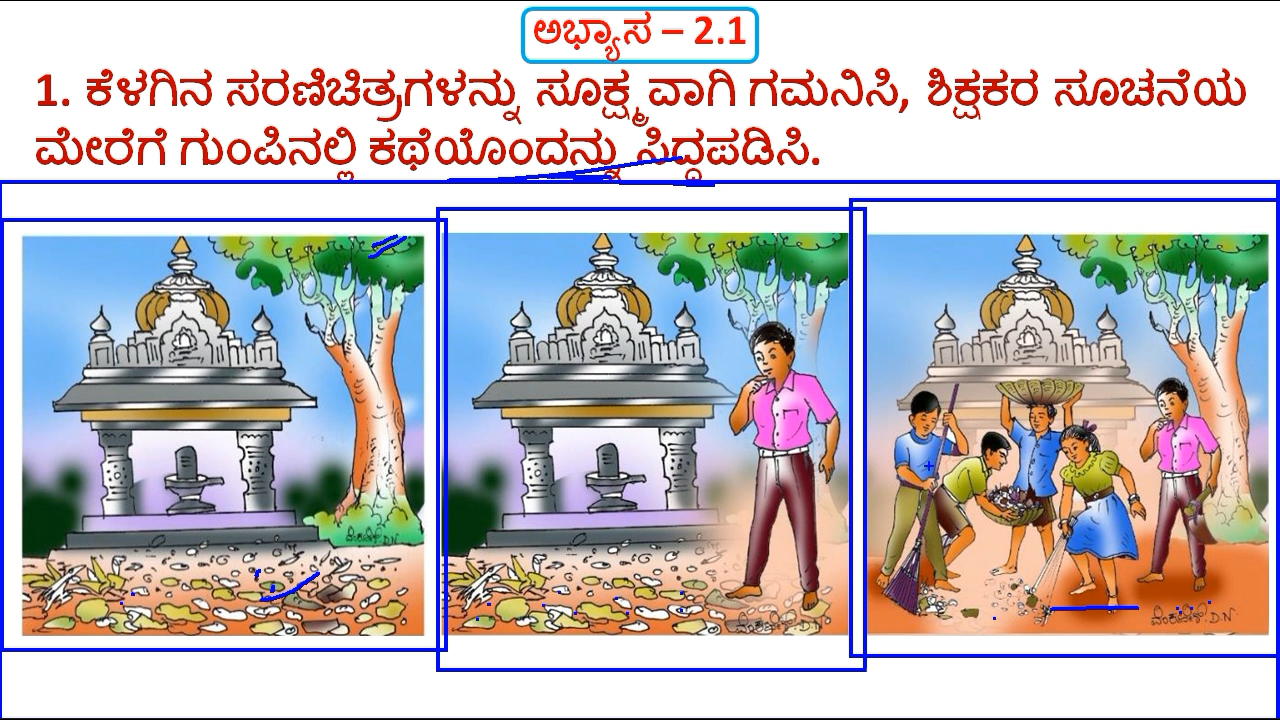 ಅಭ್ಯಾಸ – 2.1
1. ಕೆಳಗಿನ ಸರಣಿಚಿತ್ರಗಳನ್ನು ಸೂಕ್ಷ್ಮವಾಗಿ ಗಮನಿಸಿ, ಶಿಕ್ಷಕರ ಸೂಚನೆಯ
ಮೇರೆಗೆ ಗುಂಪಿನಲ್ಲಿ ಕಥೆಯೊಂದನ್ನು ಸಿದ್ಧಪಡಿಸಿ.